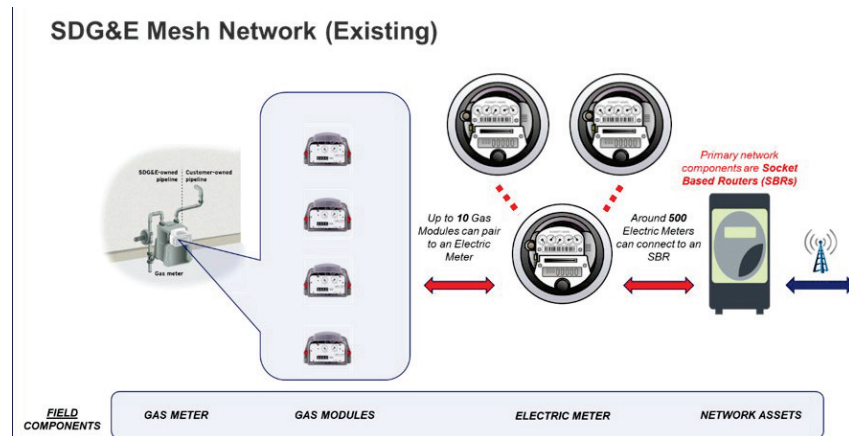 SDG&E Mesh Network (Existing)
SDG&E-owned
pipeline
Customer-owned
pipeline
Gas meter
Up to 10 Gas
Modules can pair
to an Electric
Meter
Around 500
Electric Meters
can connect to an
SBR
Primary network
components are Socket
Based Routers (SBRs)
FIELD
COMPONENTS
GAS METER
GAS MODULES
ELECTRIC METER
NETWORK ASSETS